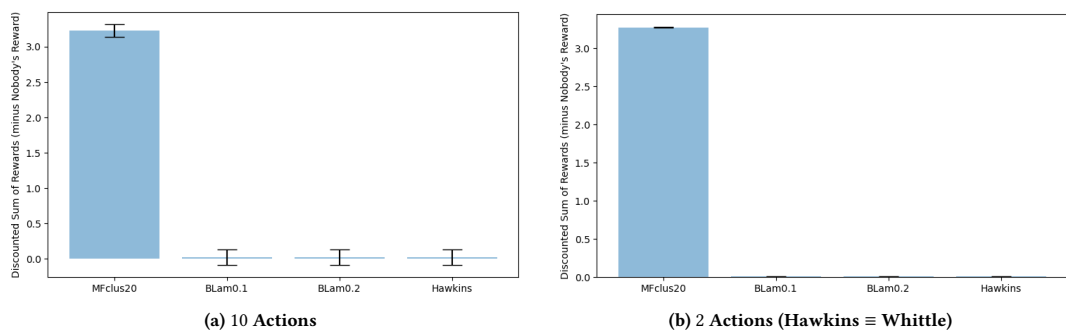 Discounted Sum of Rewards (minus Nobody's Reward)
3.0
2.5
2.0
1.5
1.0
0.5
0.0
MFclus20 BLam0.1 BLam0.2 Hawkins
(a) 10 Actions
Discounted Sum of Rewards (minus Nobody's Reward)
3.0
2.5
2.0
1.5
1.0
0.5
0.0
MFclus20 BLam0.1 BLam0.2 Hawkins
(b) 2 Actions (Hawkins ≡ Whittle)